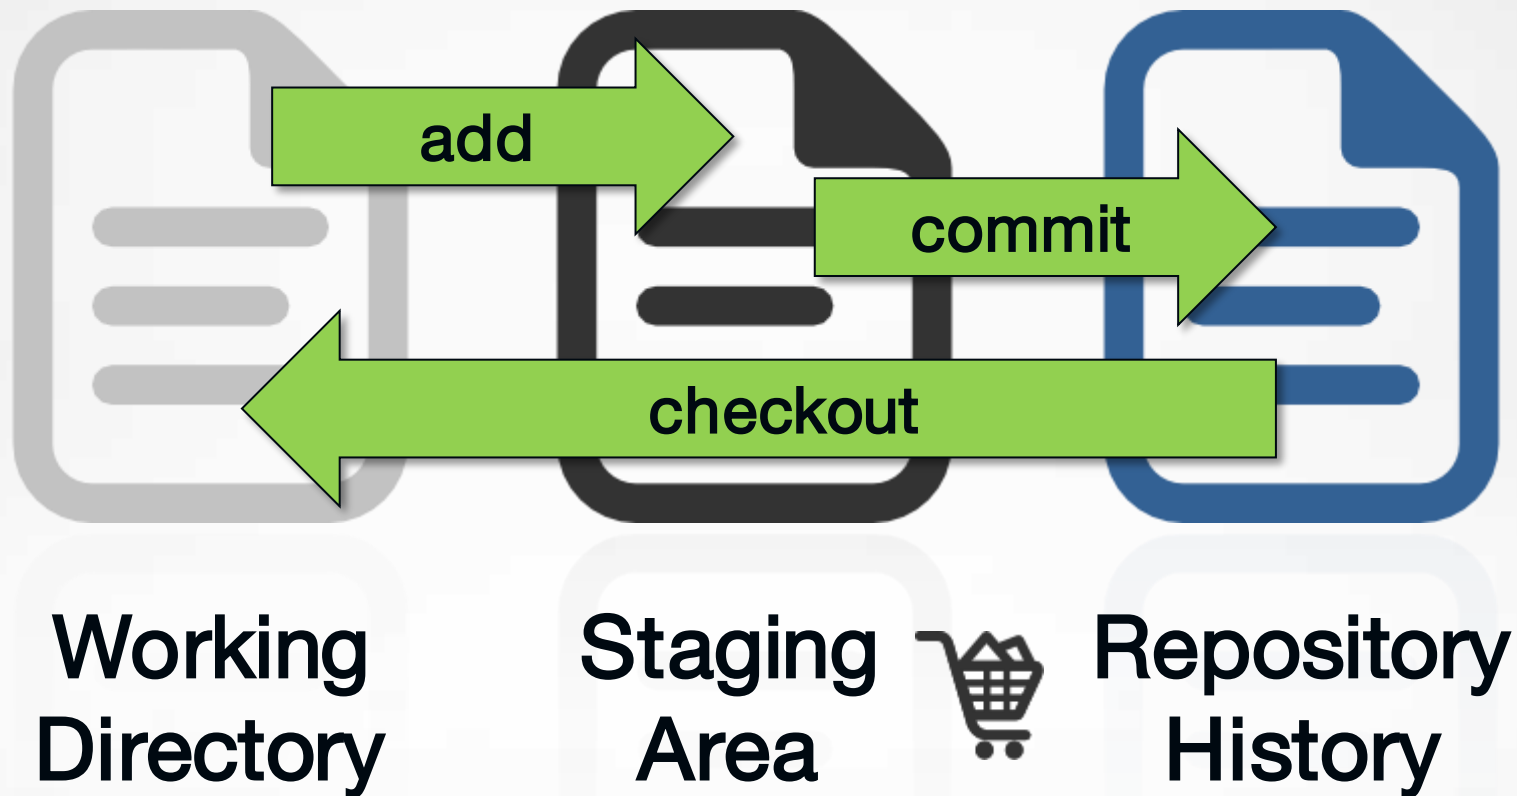 add
commit
checkout
Working
Directory
Staging
Area
Repository
History